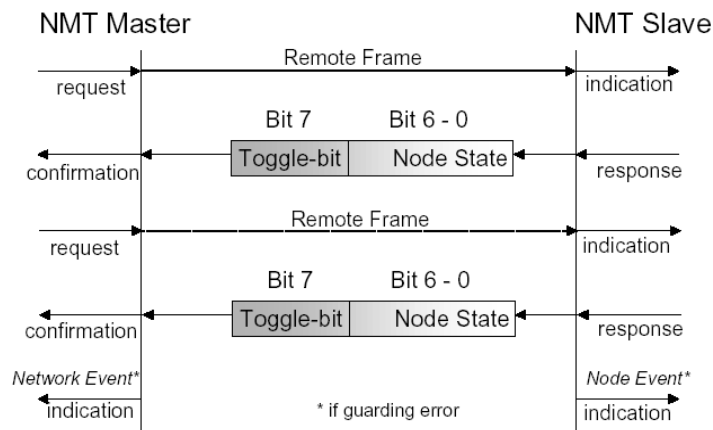 NMT Master NMT Slave
Remote Frame
request indication
Bit 7 Bit 6 - 0
Toggle-bit Node State
confirmation response
Remote Frame
request indication
Bit 7 Bit 6 - 0
Toggle-bit Node State
confirmation response
Network Event* Node Event*
indication * if guarding error indication